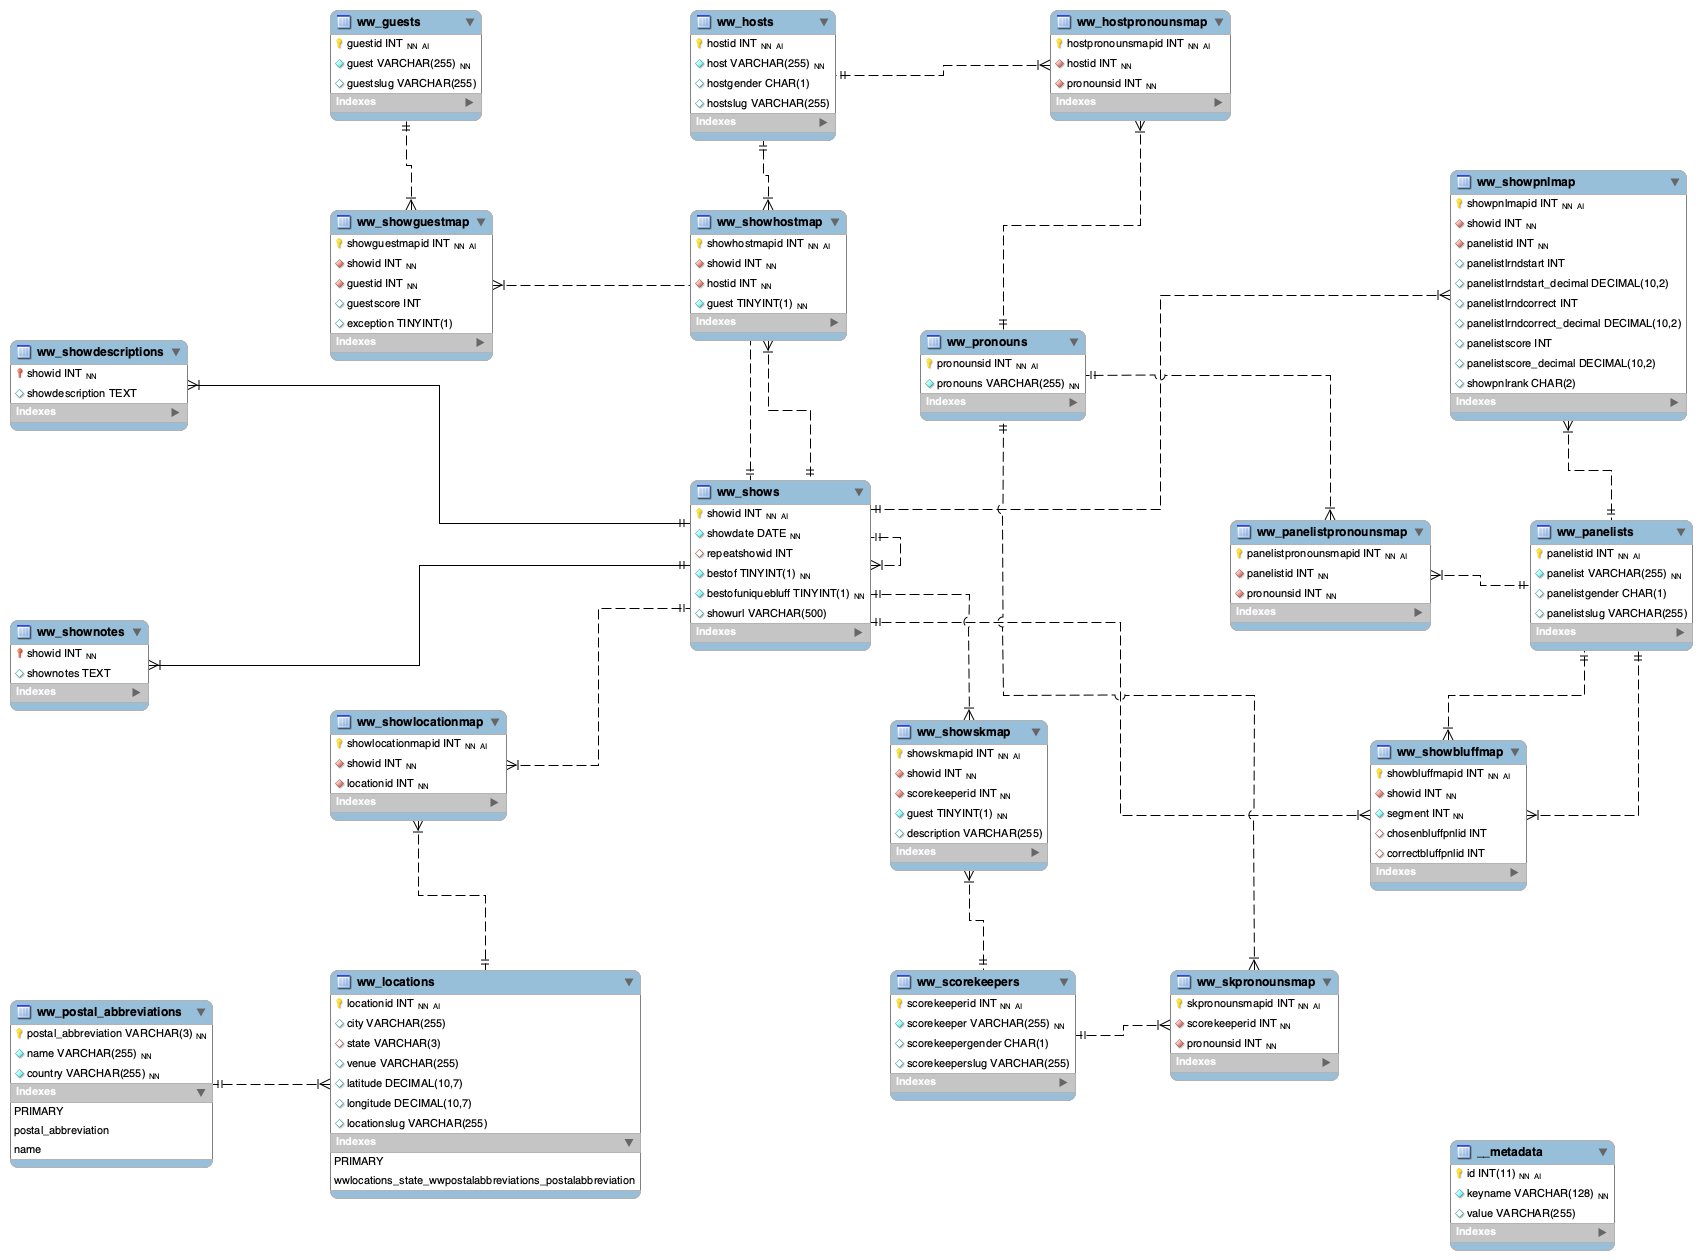 ww_guests
guestid INT NN AI
guest VARCHAR(255) NN
guestslug VARCHAR(255)
Indexes
ww_hosts
hostid INT NN AI
host VARCHAR(255) NN
hostgender CHAR(1)
hostslug VARCHAR(255)
Indexes
ww_hostpronounsmap
hostpronounsmapid INT NN AI
hostid INT NN
pronounsid INT NN
Indexes
ww_showguestmap
showguestmapid INT NN AI
showid INT NN
guestid INT NN
guestscore INT
exception TINYINT(1)
Indexes
ww_showhostmap
showhostmapid INT NN AI
showid INT NN
hostid INT NN
guest TINYINT(1) NN
Indexes
ww_showpnlmap
showpnlmapid INT NN AI
showid INT NN
panelistid INT NN
panelistlrndstart INT
panelistlrndstart_decimal DECIMAL(10,2)
panelistlrndcorrect INT
panelistlrndcorrect_decimal DECIMAL(10,2)
panelistscore INT
panelistscore_decimal DECIMAL(10,2)
showpnlrank CHAR(2)
Indexes
ww_showdescriptions
showid INT NN
showdescription TEXT
Indexes
ww_pronouns
pronounsid INT NN AI
pronouns VARCHAR(255) NN
Indexes
ww_shows
showid INT NN AI
showdate DATE NN
repeatshowid INT
bestof TINYINT(1) NN
bestofuniquebluff TINYINT(1) NN
showurl VARCHAR(500)
Indexes
ww_panelistpronounsmap
panelistpronounsmapid INT NN AI
panelistid INT NN
pronounsid INT NN
Indexes
ww_panelists
panelistid INT NN AI
panelist VARCHAR(255) NN
panelistgender CHAR(1)
panelistslug VARCHAR(255)
Indexes
ww_shownotes
showid INT NN
shownotes TEXT
Indexes
ww_showlocationmap
showlocationmapid INT NN AI
showid INT NN
locationid INT NN
Indexes
ww_showskmap
showskmapid INT NN AI
showid INT NN
scorekeeperid INT NN
guest TINYINT(1) NN
description VARCHAR(255)
Indexes
ww_showbluffmap
showbluffmapid INT NN AI
showid INT NN
segment INT NN
chosenbluffpnlid INT
correctbluffpnlid INT
Indexes
ww_postal_abbreviations
postal_abbreviation VARCHAR(3) NN
name VARCHAR(255) NN
country VARCHAR(255) NN
Indexes
PRIMARY
postal_abbreviation
name
ww_locations
locationid INT NN AI
city VARCHAR(255)
state VARCHAR(3)
venue VARCHAR(255)
latitude DECIMAL(10,7)
longitude DECIMAL(10,7)
locationslug VARCHAR(255)
Indexes
PRIMARY
wwlocations_state_wwpostalabbreviations_postalabbreviation
ww_scorekeepers
scorekeeperid INT NN AI
scorekeeper VARCHAR(255) NN
scorekeepergender CHAR(1)
scorekeeperslug VARCHAR(255)
Indexes
ww_skpronounsmap
skpronounsmapid INT NN AI
scorekeeperid INT NN
pronounsid INT NN
Indexes
__metadata
id INT(11) NN AI
keyname VARCHAR(128) NN
value VARCHAR(255)
Indexes